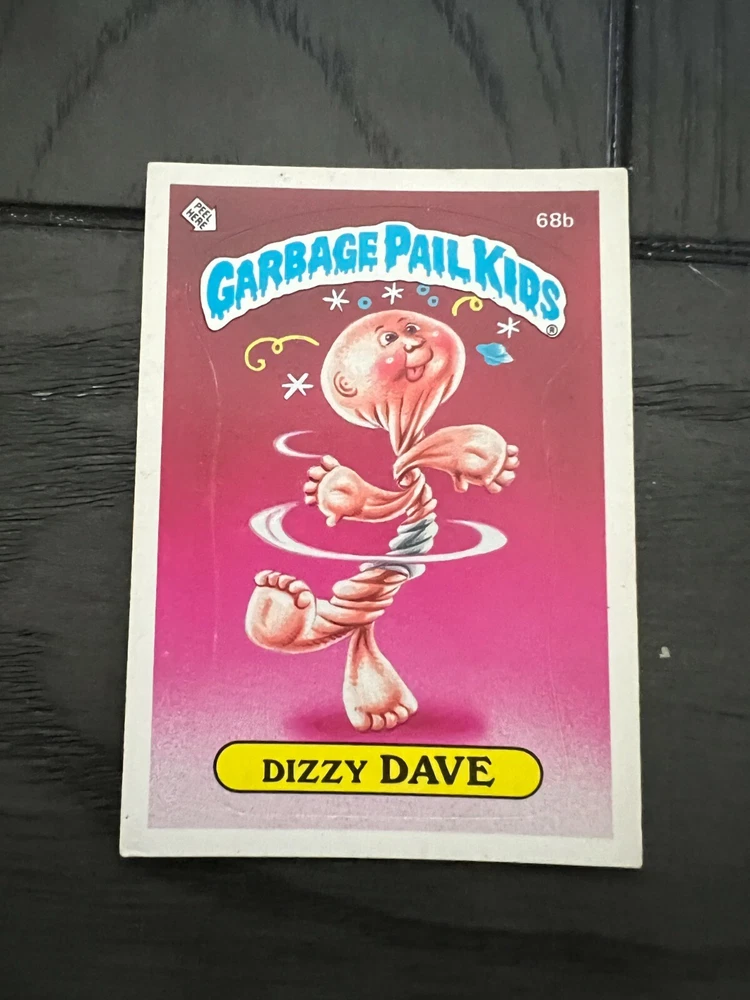 PEEL HERE
68b
GARBAGE PAIL KIDS
®
DIZZY DAVE